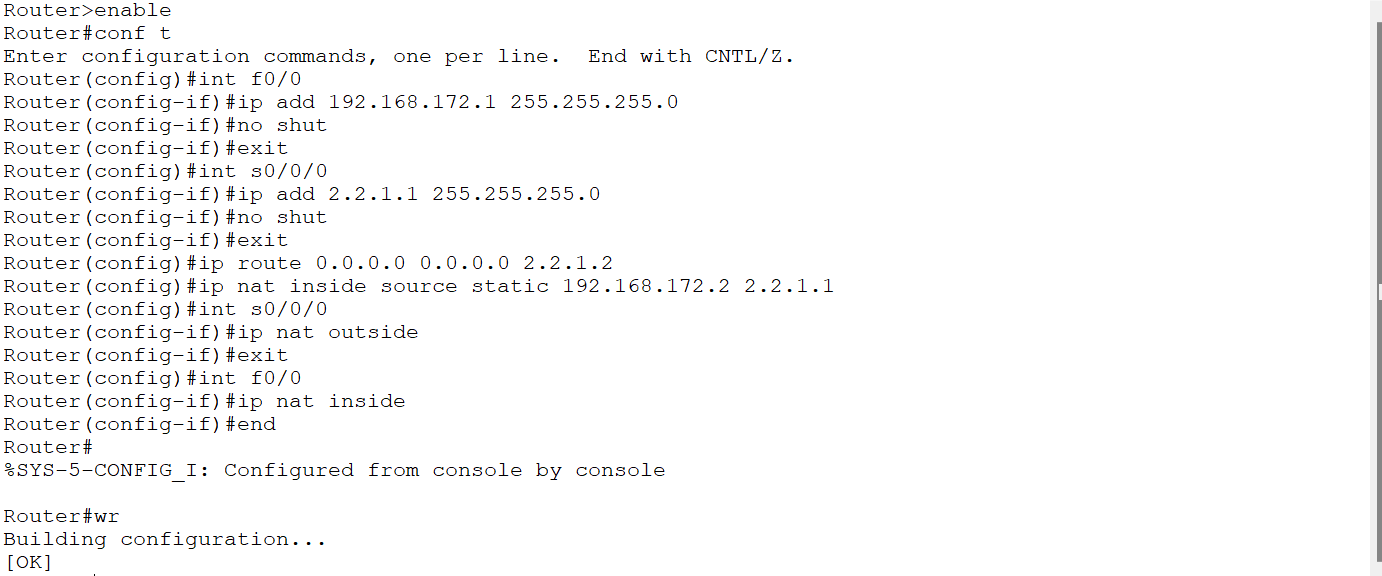 Router>enable
Router#conf t
Enter configuration commands, one per line.  End with CNTL/Z.
Router(config)#int f0/0
Router(config-if)#ip add 192.168.172.1 255.255.255.0
Router(config-if)#no shut
Router(config-if)#exit
Router(config)#int s0/0/0
Router(config-if)#ip add 2.2.1.1 255.255.255.0
Router(config-if)#no shut
Router(config-if)#exit
Router(config)#ip route 0.0.0.0 0.0.0.0 2.2.1.2
Router(config)#ip nat inside source static 192.168.172.2 2.2.1.1
Router(config)#int s0/0/0
Router(config-if)#ip nat outside
Router(config-if)#exit
Router(config)#int f0/0
Router(config-if)#ip nat inside
Router(config-if)#end
Router#
%SYS-5-CONFIG_I: Configured from console by console
Router#wr
Building configuration...
[OK]